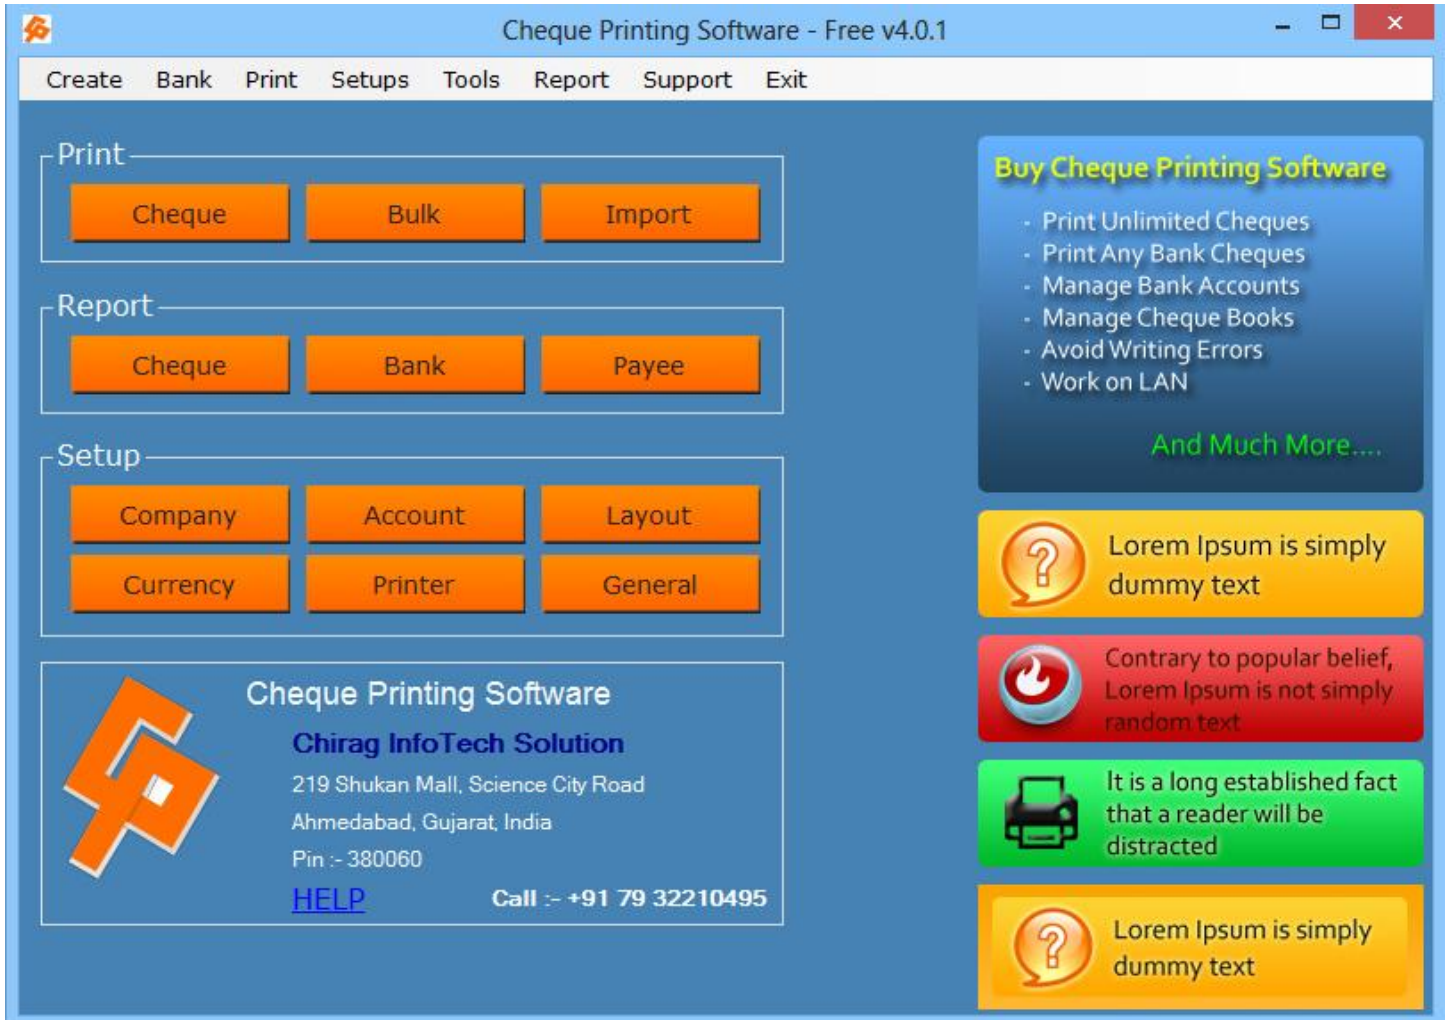 Cheque Printing Software - Free v4.0.1
Create Bank Print Setups Tools Report Support Exit
Print
Cheque Bulk Import
Report
Cheque Bank Payee
Setup
Company Account Layout
Currency Printer General
Cheque Printing Software
Chirag InfoTech Solution
219 Shukan Mall, Science City Road
Ahmedabad, Gujarat, India
Pin :- 380060
HELP Call :- +91 79 32210495
Buy Cheque Printing Software
- Print Unlimited Cheques
- Print Any Bank Cheques
- Manage Bank Accounts
- Manage Cheque Books
- Avoid Writing Errors
- Work on LAN
And Much More....
Lorem Ipsum is simply
dummy text
Contrary to popular belief,
Lorem Ipsum is not simply
random text
It is a long established fact
that a reader will be
distracted
Lorem Ipsum is simply
dummy text